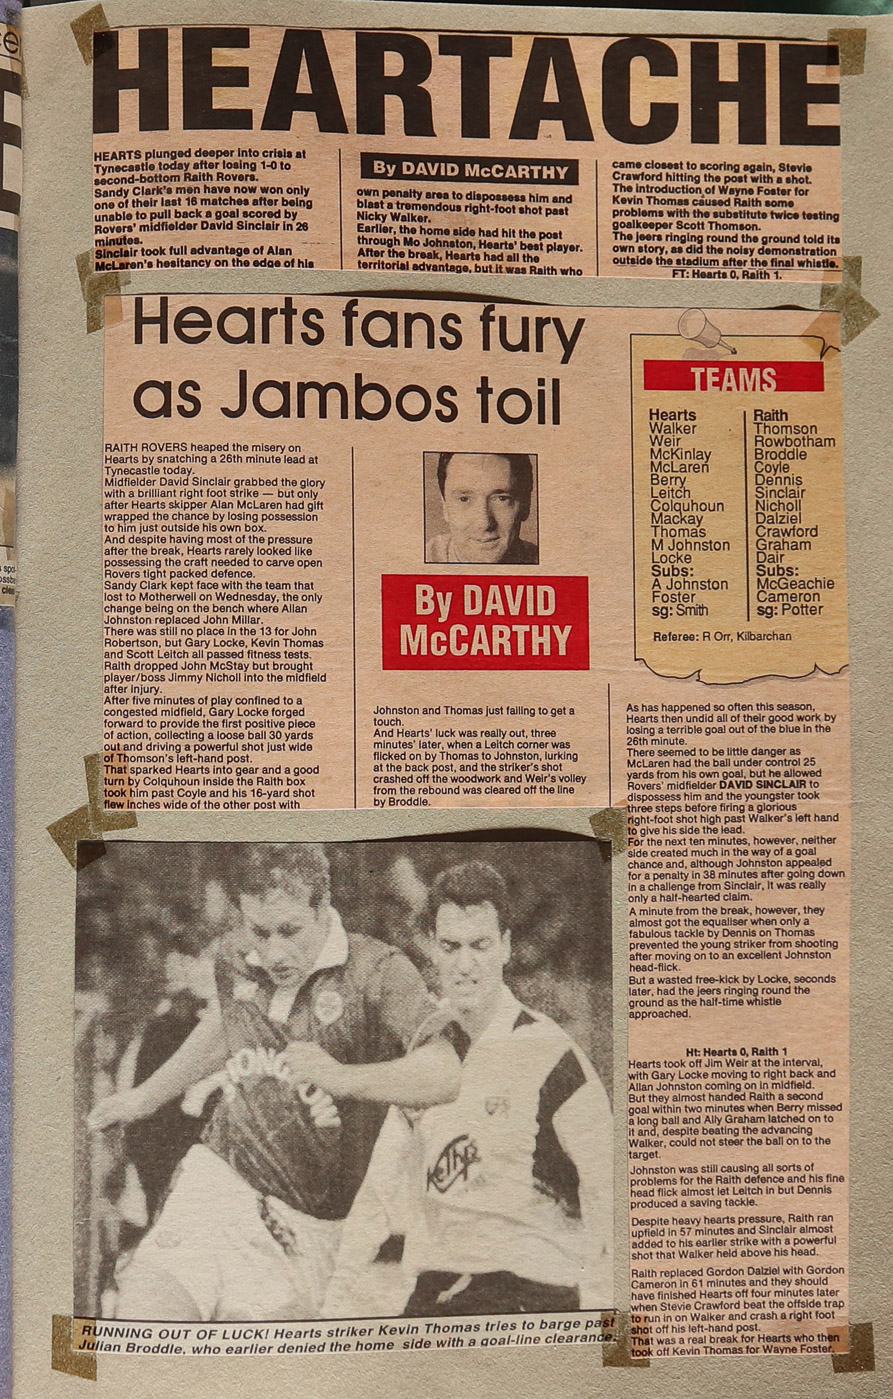 HEARTACHE
HEARTS plunged deeper into crisis at
Tynecastle today after losing 1-0 to
second-bottom Raith Rovers.
Sandy Clark's men have now won only
one of their last 16 matches after being
unable to pull back a goal scored by
Rovers' midfielder David Sinclair in 26
minutes.
Sinclair took full advantage of Alan
McLaren's hesitancy on the edge of his
By DAVID McCARTHY
own penalty area to dispossess him and
blast a tremendous right-foot shot past
Nicky Walker.
Earlier, the home side had hit the post
through Mo Johnston, Hearts' best player.
After the break, Hearts had all the
territorial advantage, but it was Raith who
came closest to scoring again, Stevie
Crawford hitting the post with a shot.
The introduction of Wayne Foster for
Kevin Thomas caused Raith some
problems with the substitute twice testing
goalkeeper Scott Thomson.
The jeers ringing round the ground told its
own story, as did the noisy demonstration
outside the stadium after the final whistle.
FT: Hearts 0, Raith 1.
Hearts fans fury
as Jambos toil
RAITH ROVERS heaped the misery on
Hearts by snatching a 26th minute lead at
Tynecastle today.
Midfielder David Sinclair grabbed the glory
with a brilliant right foot strike — but only
after Hearts skipper Alan McLaren had gift
wrapped the chance by losing possession
to him just outside his own box.
And despite having most of the pressure
after the break, Hearts rarely looked like
possessing the craft needed to carve open
Rovers tight packed defence.
Sandy Clark kept face with the team that
lost to Motherwell on Wednesday, the only
change being on the bench where Allan
Johnston replaced John Millar.
There was still no place in the 13 for John
Robertson, but Gary Locke, Kevin Thomas
and Scott Leitch all passed fitness tests.
Raith dropped John McStay but brought
player/boss Jimmy Nicholl into the midfield
after injury.
After five minutes of play confined to a
congested midfield, Gary Locke forged
forward to provide the first positive piece
of action, collecting a loose ball 30 yards
out and driving a powerful shot just wide
of Thomson's left-hand post.
That sparked Hearts into gear and a good
turn by Colquhoun inside the Raith box
took him past Coyle and his 16-yard shot
flew inches wide of the other post with
By DAVID
McCARTHY
Johnston and Thomas just failing to get a
touch.
And Hearts' luck was really out, three
minutes' later, when a Leitch corner was
flicked on by Thomas to Johnston, lurking
at the back post, and the striker's shot
crashed off the woodwork and Weir's volley
from the rebound was cleared off the line
by Broddle.
TEAMS
Hearts
Walker
Weir
McKinlay
McLaren
Berry
Leitch
Colquhoun
Mackay
Thomas
M Johnston
Locke
Subs:
A Johnston
Foster
sg: Smith
Raith
Thomson
Rowbotham
Broddle
Coyle
Dennis
Sinclair
Nicholl
Dalziel
Crawford
Graham
Dair
Subs:
McGeachie
Cameron
sg: Potter
Referee: R Orr, Kilbarchan
As has happened so often this season,
Hearts then undid all of their good work by
losing a terrible goal out of the blue in the
26th minute.
There seemed to be little danger as
McLaren had the ball under control 25
yards from his own goal, but he allowed
Rovers' midfielder DAVID SINCLAIR to
dispossess him and the youngster took
three steps before firing a glorious
right-foot shot high past Walker's left hand
to give his side the lead.
For the next ten minutes, however, neither
side created much in the way of a goal
chance and, although Johnston appealed
for a penalty in 38 minutes after going down
in a challenge from Sinclair, it was really
only a half-hearted claim.
A minute from the break, however, they
almost got the equaliser when only a
fabulous tackle by Dennis on Thomas
prevented the young striker from shooting
after moving on to an excellent Johnston
head-flick.
But a wasted free-kick by Locke, seconds
later, had the jeers ringing round the
ground as the half-time whistle
approached.
Ht: Hearts 0, Raith 1
Hearts took off Jim Weir at the interval,
with Gary Locke moving to right back and
Allan Johnston coming on in midfield.
But they almost handed Raith a second
goal within two minutes when Berry missed
a long ball and Ally Graham latched on to
it and, despite beating the advancing
Walker, could not steer the ball on to the
target.
Johnston was still causing all sorts of
problems for the Raith defence and his fine
head flick almost let Leitch in but Dennis
produced a saving tackle.
Despite heavy hearts pressure, Raith ran
upfield in 57 minutes and Sinclair almost
added to his earlier strike with a powerful
shot that Walker held above his head.
Raith replaced Gordon Dalziel with Gordon
Cameron in 61 minutes and they should
have finished Hearts off four minutes later
when Stevie Crawford beat the offside trap
to run in on Walker and crash a right foot
shot off his left-hand post.
That was a real break for Hearts who then
took off Kevin Thomas for Wayne Foster.
KeThia
RUNNING OUT OF LUCK! Hearts striker Kevin Thomas tries to barge past
Julian Broddle, who earlier denied the home side with a goal-line clearance.